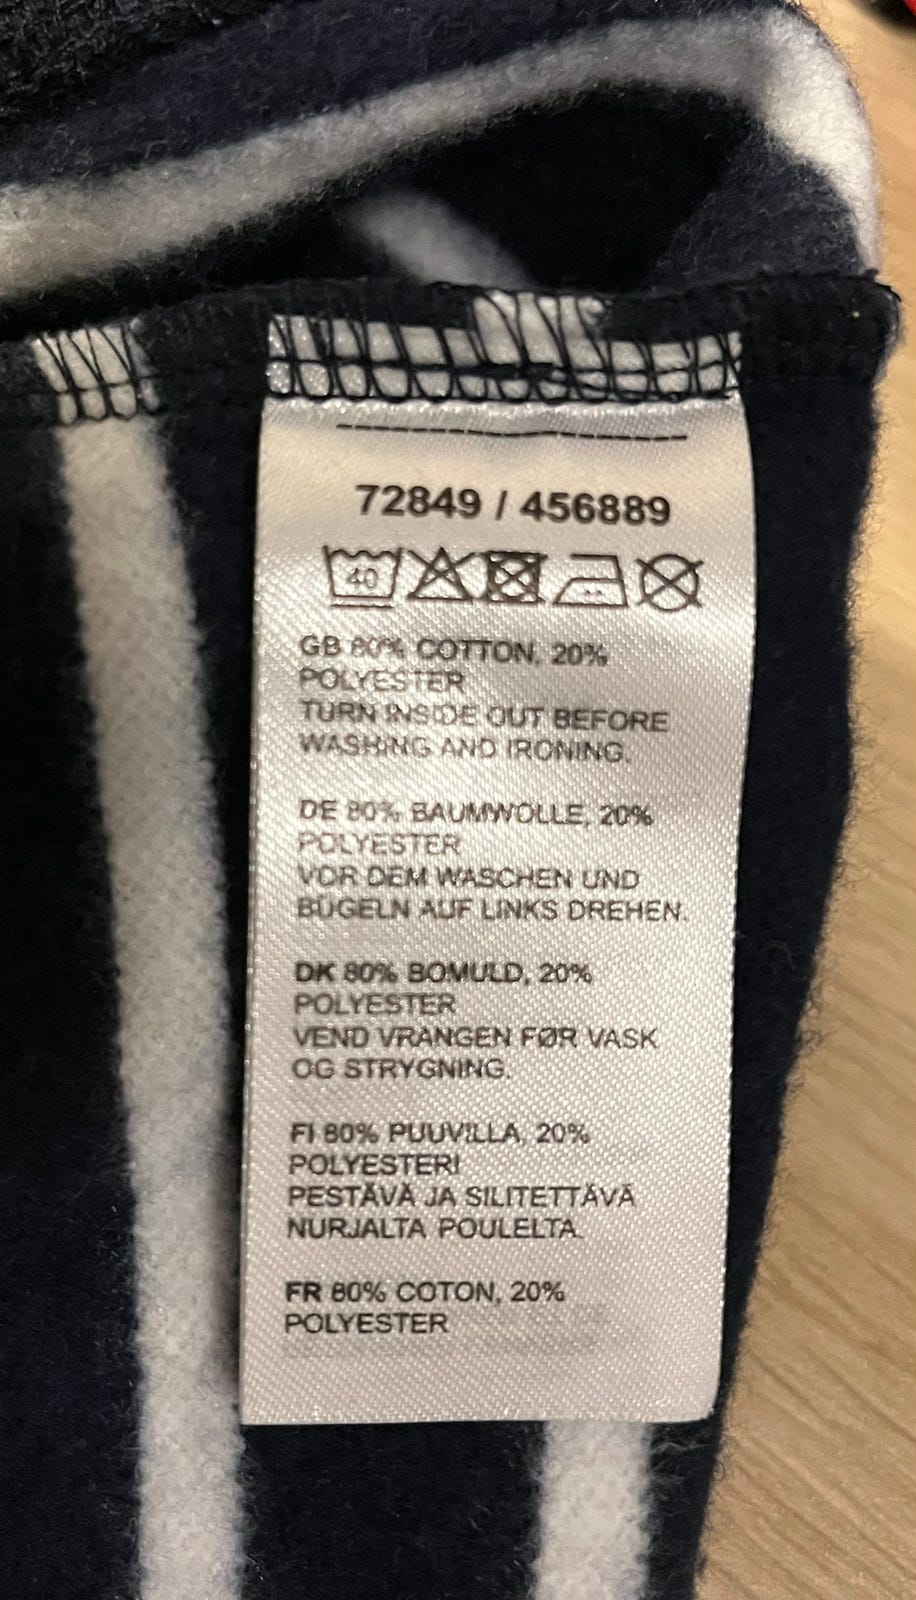 72849 / 456889
40
GB 80% COTTON, 20%
POLYESTER
TURN INSIDE OUT BEFORE
WASHING AND IRONING.
DE 80% BAUMWOLLE, 20%
POLYESTER
VOR DEM WASCHEN UND
BÜGELN AUF LINKS DREHEN.
DK 80% BOMULD, 20%
POLYESTER
VEND VRANGEN FØR VASK
OG STRYGNING.
FI 80% PUUVILLA, 20%
POLYESTERI
PESTÄVÄ JA SILITETTÄVÄ
NURJALTA POULELTA.
FR 80% COTON, 20%
POLYESTER